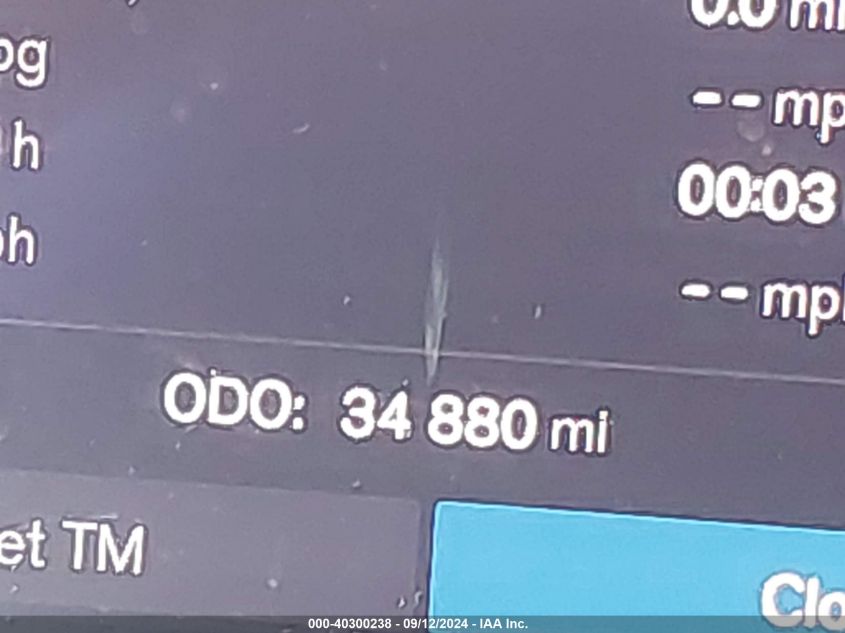 0.0 mi
pg
-- mp
h
00:03
ph
-- mp
ODO: 34 880 mi
et TM
Clo
000-40300238 - 09/12/2024 - IAA Inc.